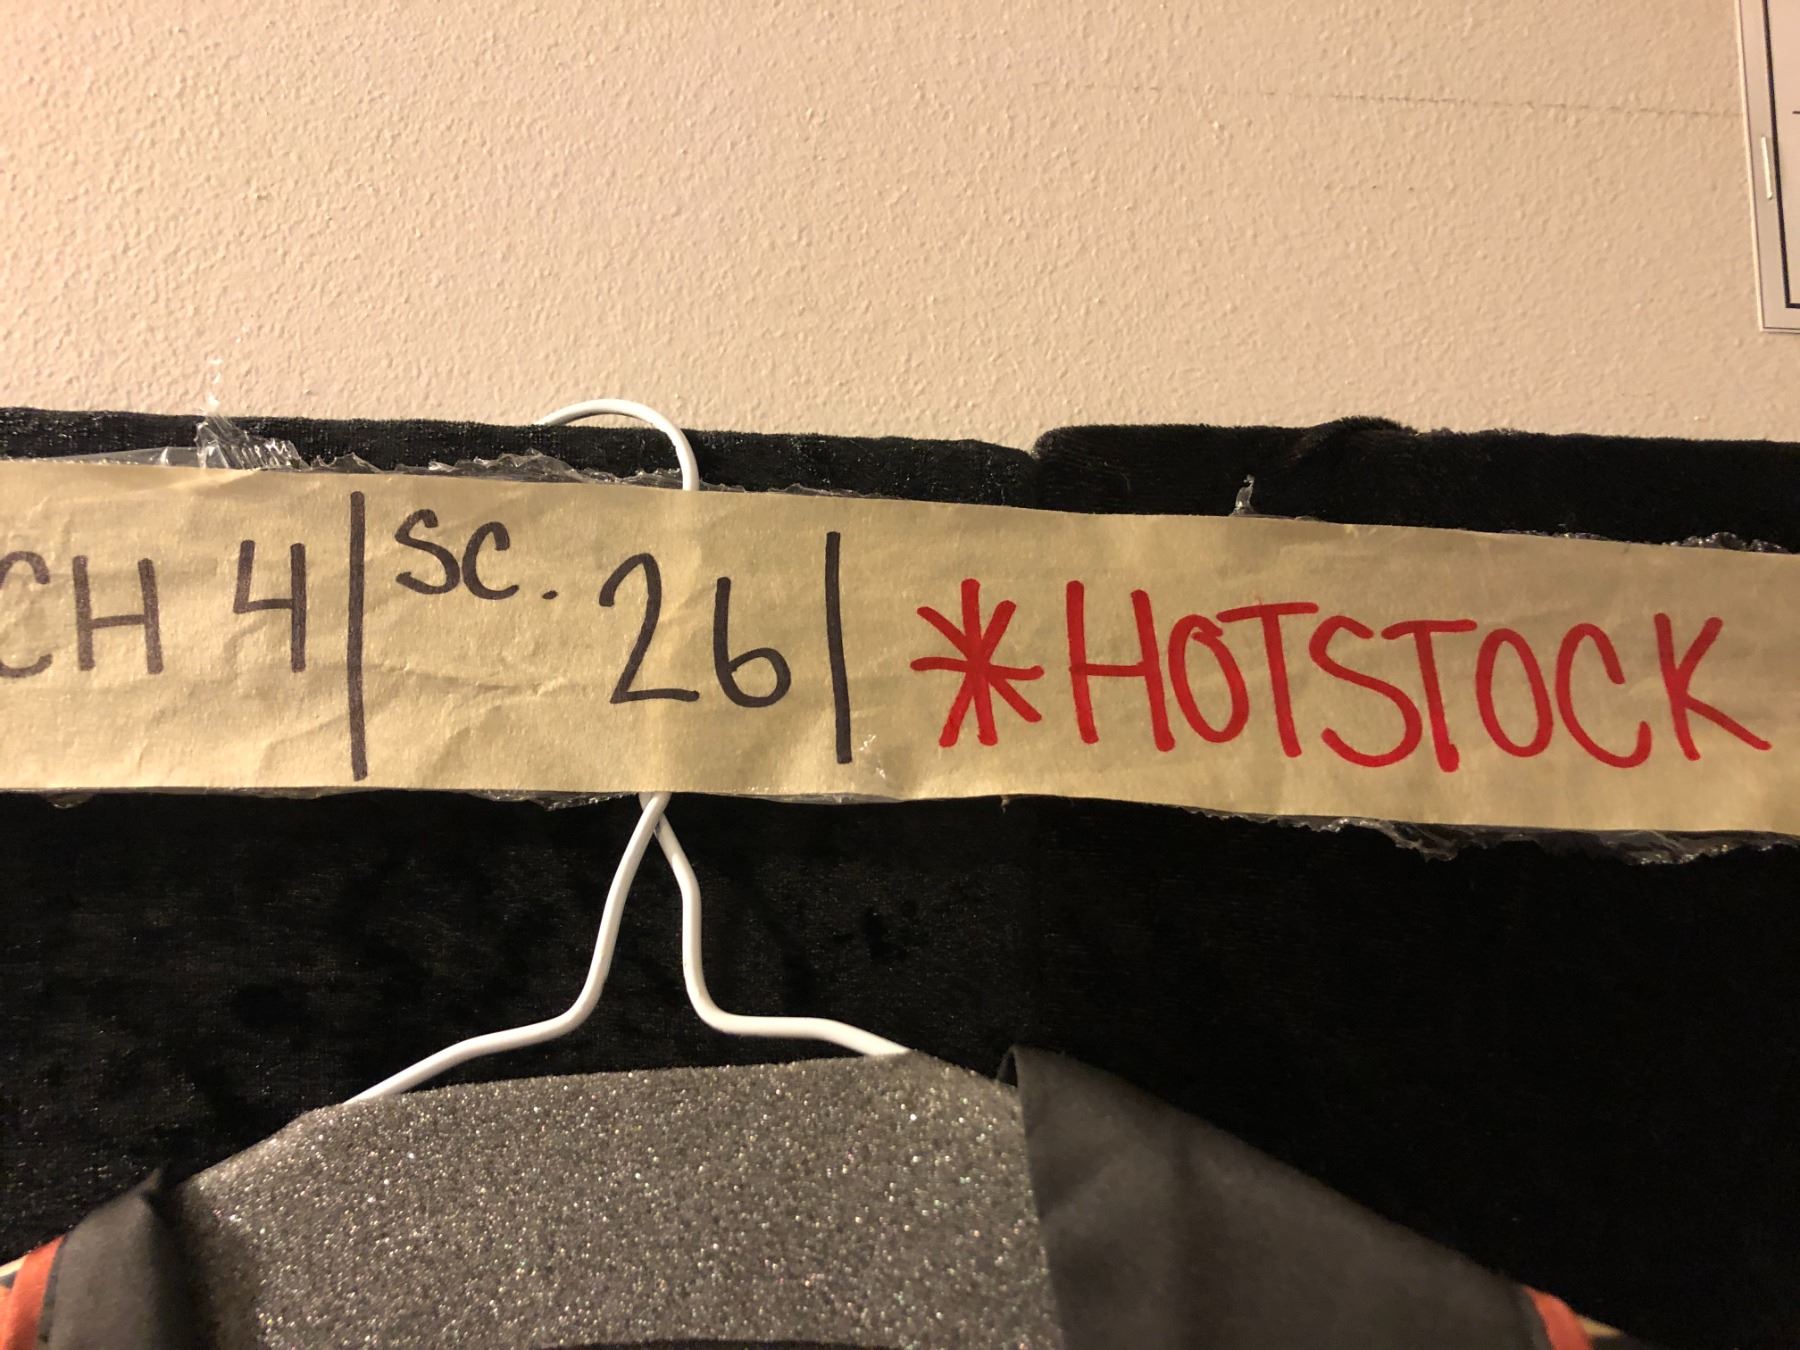 CH 4 | SC. 26 | *HOTSTOCK